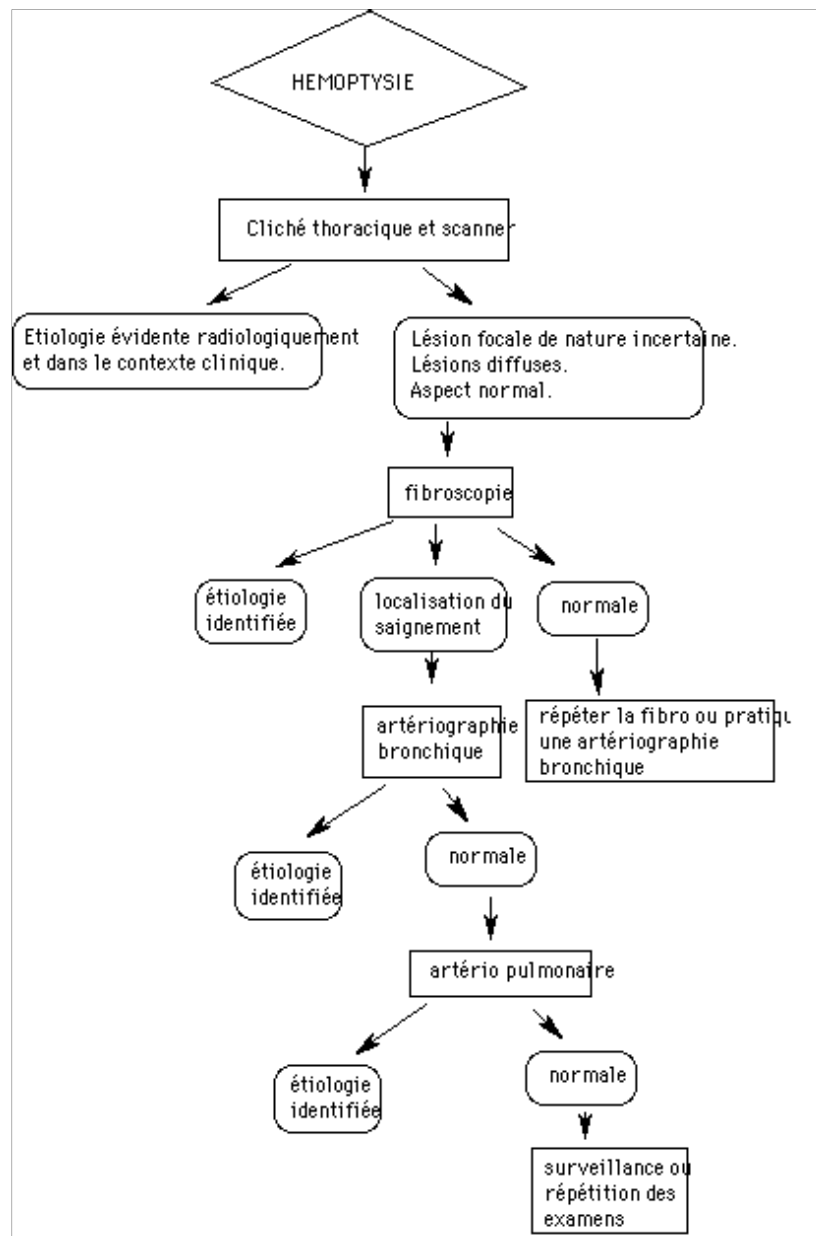 HEMOPTYSIE
Cliché thoracique et scanner
Etiologie évidente radiologiquement
et dans le contexte clinique.
Lésion focale de nature incertaine.
Lésions diffuses.
Aspect normal.
fibroscopie
étiologie
identifiée
localisation du
saignement
normale
artériographie
bronchique
répéter la fibro ou pratiqu
une artériographie
bronchique
étiologie
identifiée
normale
artério pulmonaire
étiologie
identifiée
normale
surveillance ou
répétition des
examens